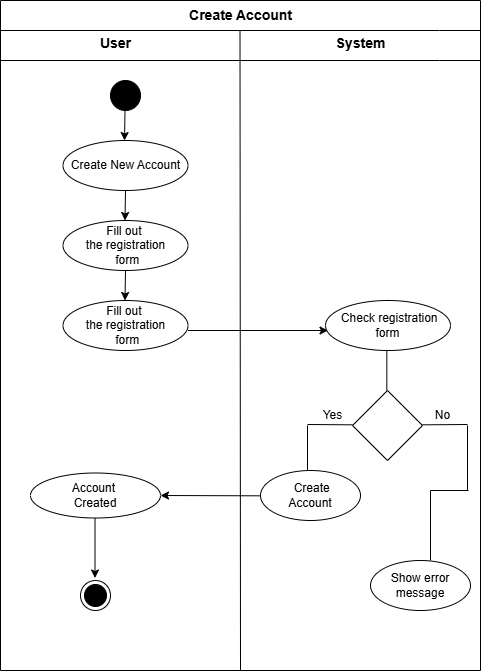 Create Account
User
System
Create New Account
Fill out
the registration
form
Fill out
the registration
form
Check registration
form
Yes
No
Account
Created
Create
Account
Show error
message